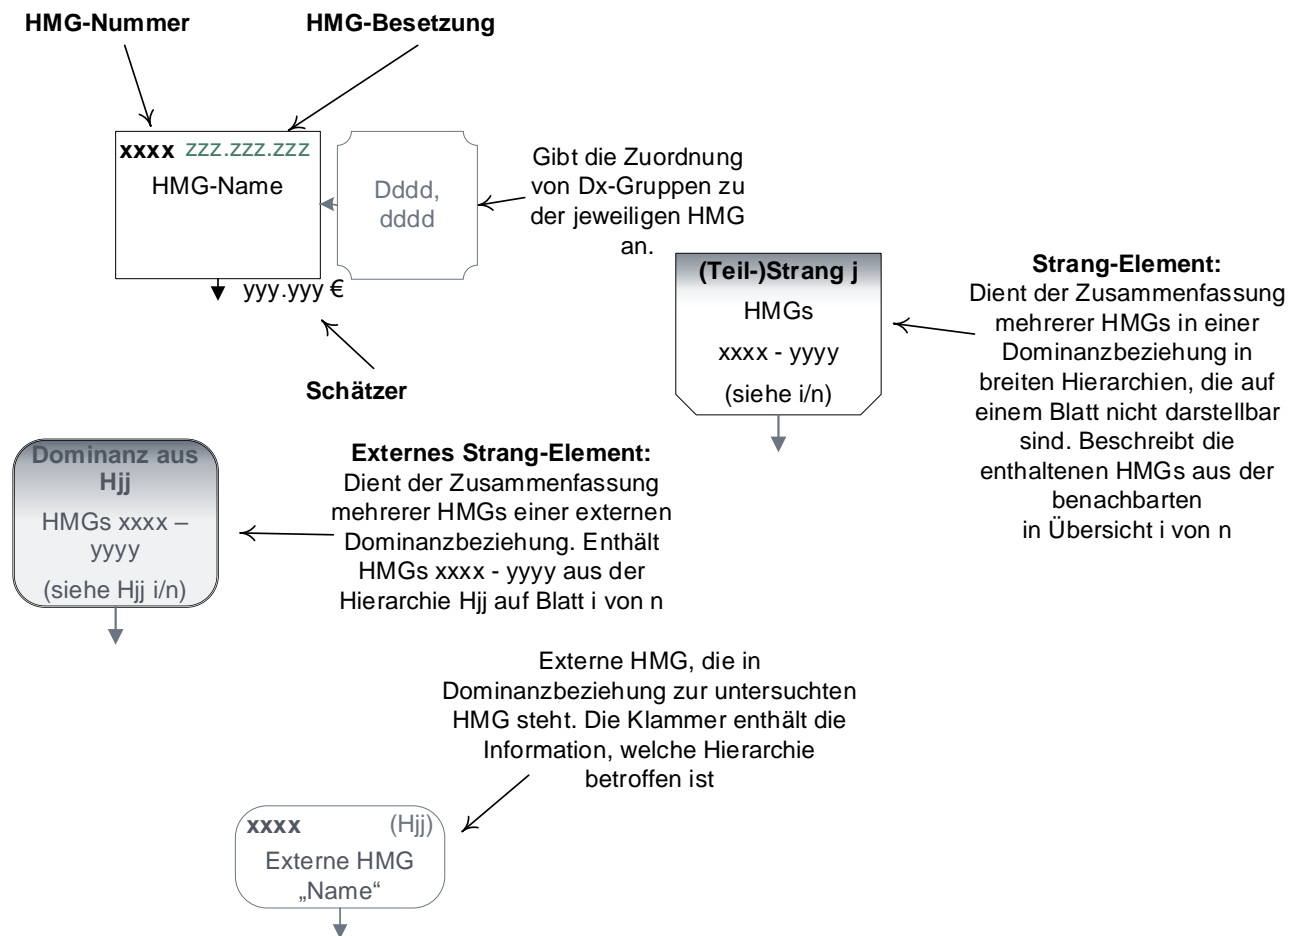 HMG-Nummer
HMG-Besetzung
xxxx zzz.zzz.zzz
HMG-Name
Dddd,
dddd
Gibt die Zuordnung
von Dx-Gruppen zu
der jeweiligen HMG
an.
yyy.yyy €
Schätzer
(Teil-)Strang j
HMGs
xxxx - yyyy
(siehe i/n)
Strang-Element:
Dient der Zusammenfassung
mehrerer HMGs in einer
Dominanzbeziehung in
breiten Hierarchien, die auf
einem Blatt nicht darstellbar
sind. Beschreibt die
enthaltenen HMGs aus der
benachbarten
in Übersicht i von n
Dominanz aus
Hjj
HMGs xxxx –
yyyy
(siehe Hjj i/n)
Externes Strang-Element:
Dient der Zusammenfassung
mehrerer HMGs einer externen
Dominanzbeziehung. Enthält
HMGs xxxx - yyyy aus der
Hierarchie Hjj auf Blatt i von n
Externe HMG, die in
Dominanzbeziehung zur untersuchten
HMG steht. Die Klammer enthält die
Information, welche Hierarchie
betroffen ist
xxxx (Hjj)
Externe HMG
„Name“